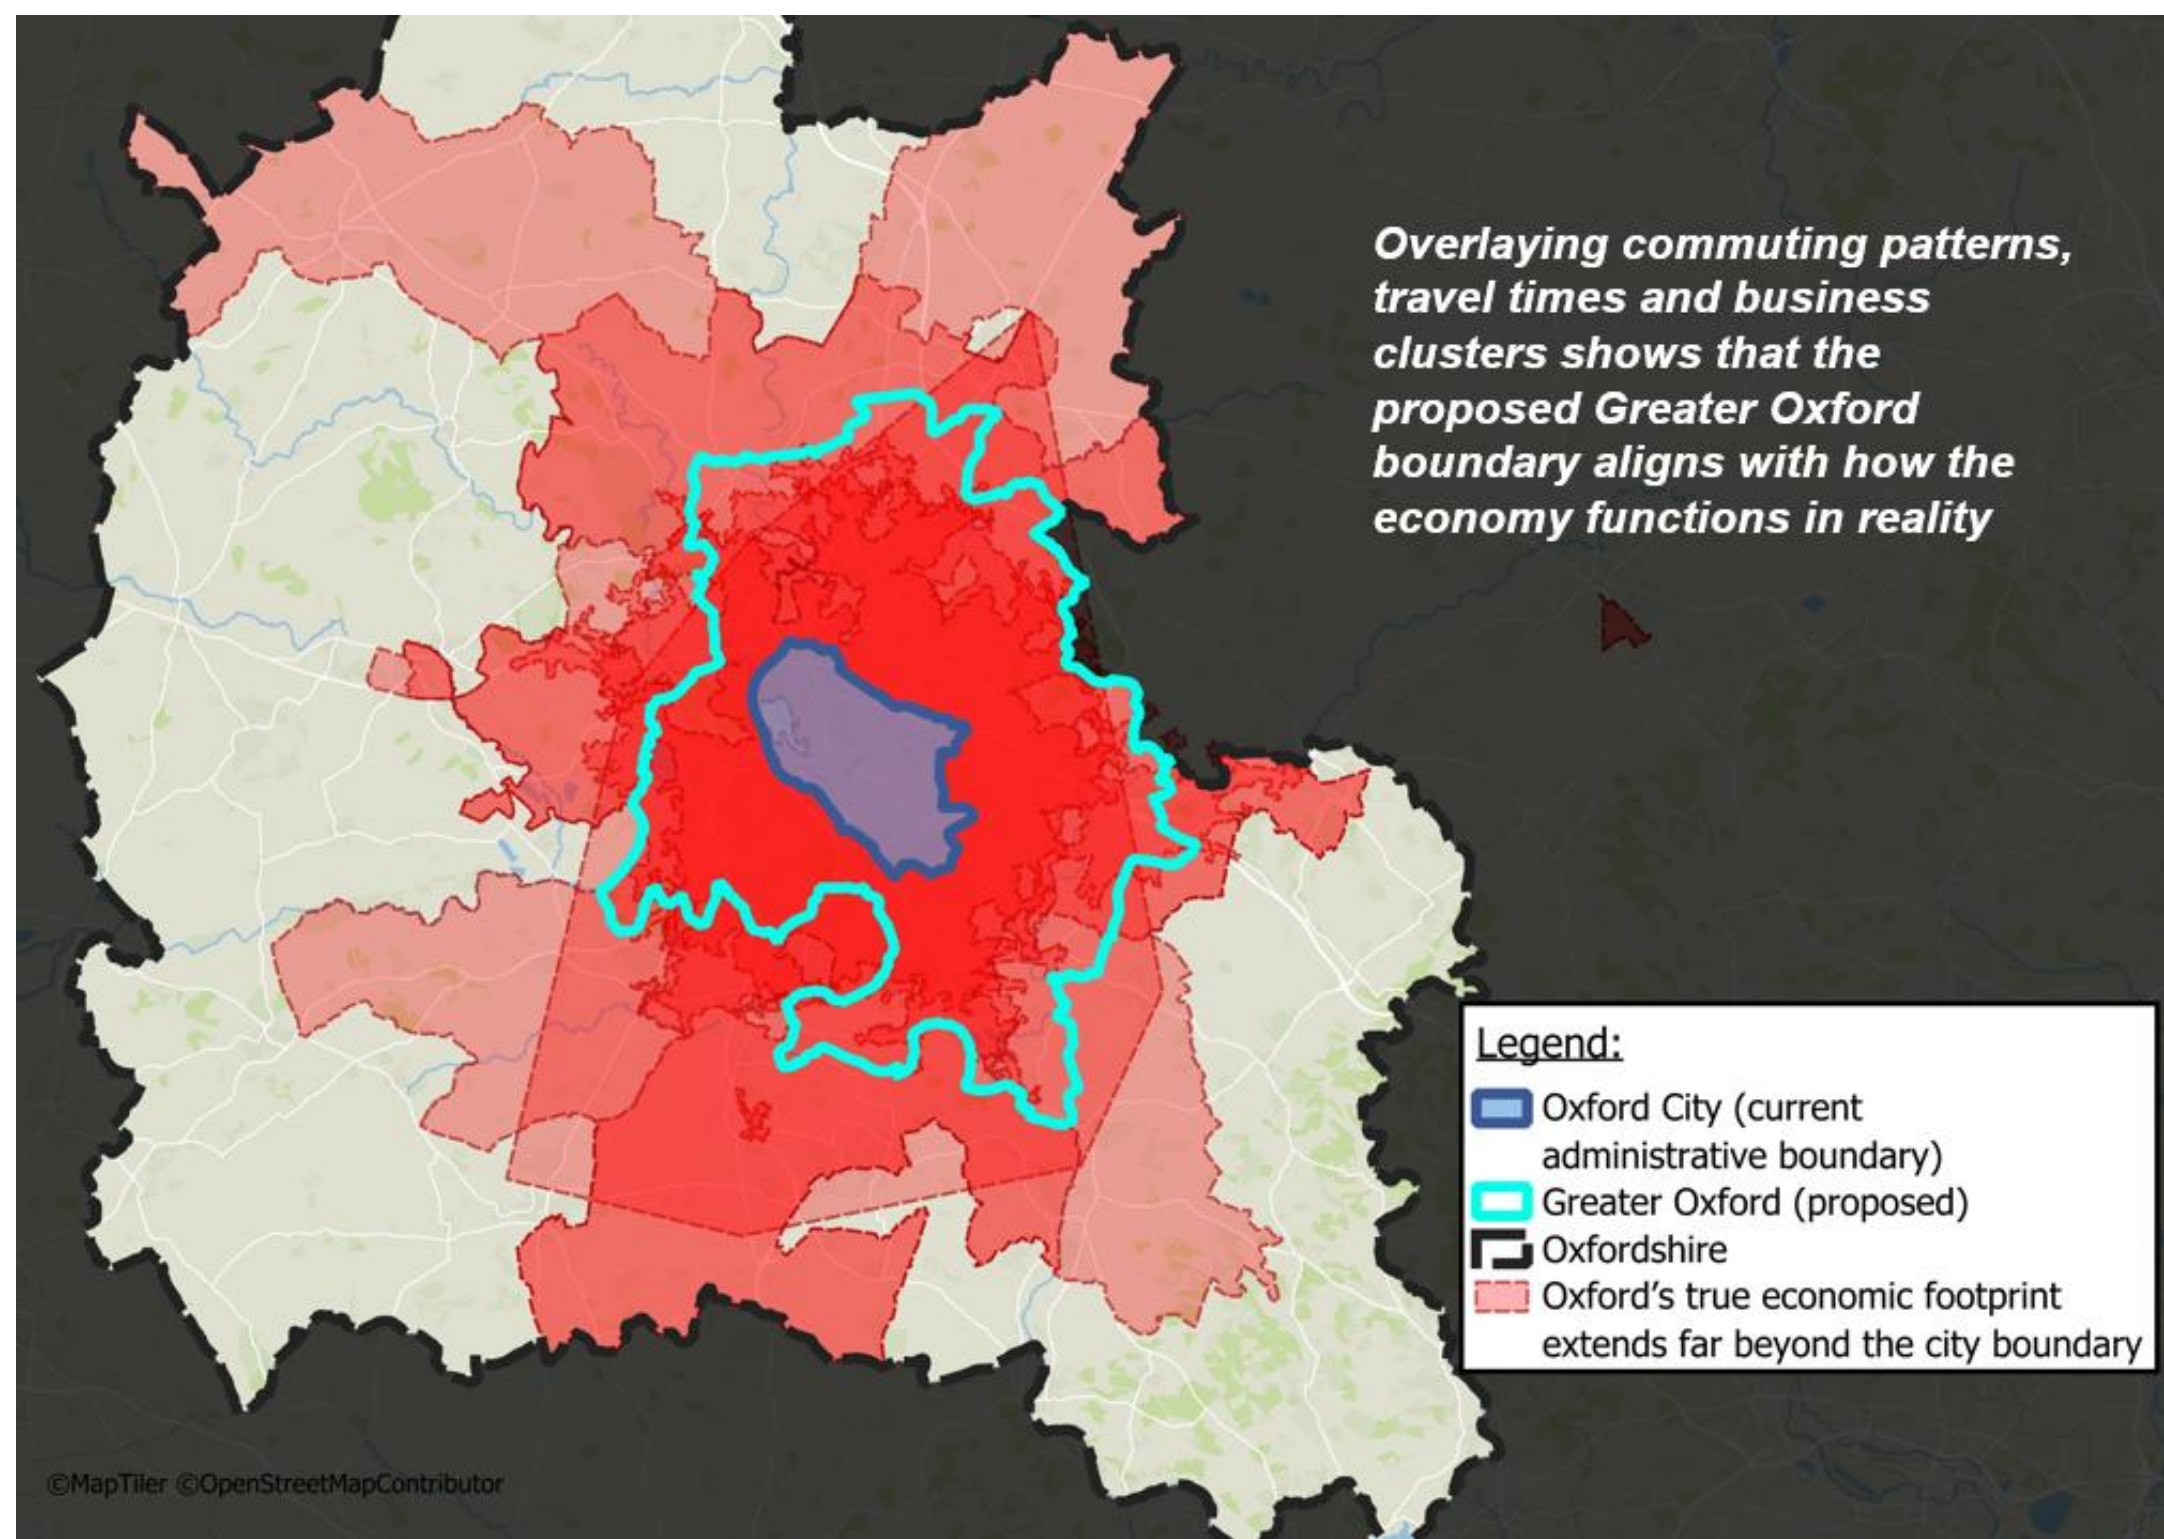 Overlaying commuting patterns,
travel times and business
clusters shows that the
proposed Greater Oxford
boundary aligns with how the
economy functions in reality
Legend:
Oxford City (current
administrative boundary)
Greater Oxford (proposed)
Oxfordshire
Oxford's true economic footprint
extends far beyond the city boundary
©MapTiler ©OpenStreetMapContributor